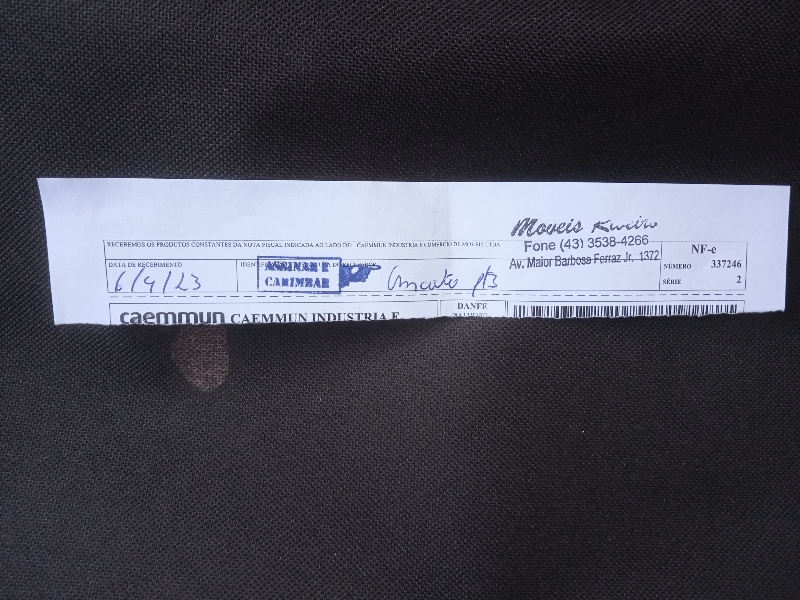 Moveis
RECEBEMOS OS PRODUTOS CONSTANTES DA NOTA FISCAL INDICADA AO LADO DE: CAEMMUN INDUSTRIA E COMERCIO DE MOVEIS LTDA
Fone (43) 3538-4266
Av. Maior Barbosa Ferraz Jr. 1372
NF-e
NÚMERO 337246
SÉRIE 2
DATA DE RECEBIMENTO
6/4/23
ASSINAR E
CARIMBAR
caemmun CAEMMUN INDUSTRIA E
DANFE